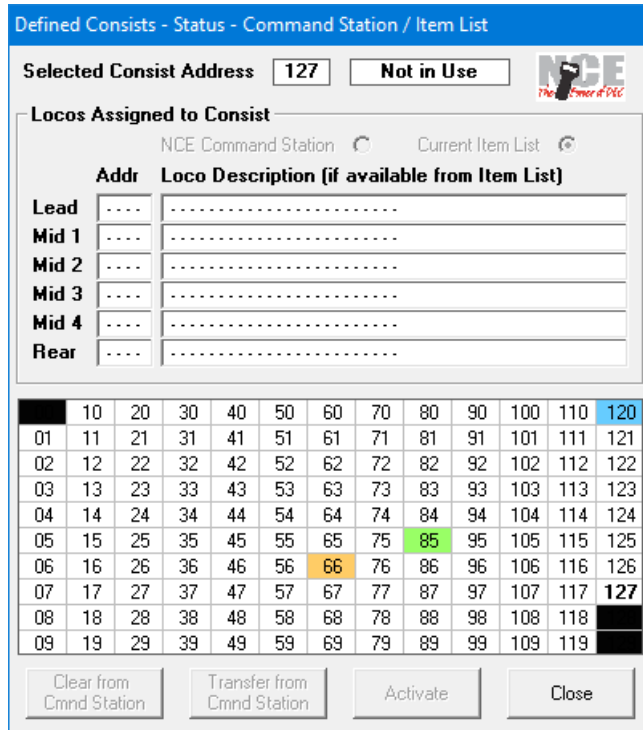 Defined Consists - Status - Command Station / Item List
Selected Consist Address 127 Not in Use
NCE
The Power of DCC
Locos Assigned to Consist
NCE Command Station Current Item List
Addr Loco Description (if available from Item List)
Lead .... ........................
Mid 1 .... ........................
Mid 2 .... ........................
Mid 3 .... ........................
Mid 4 .... ........................
Rear .... ........................
10 20 30 40 50 60 70 80 90 100 110 120
01 11 21 31 41 51 61 71 81 91 101 111 121
02 12 22 32 42 52 62 72 82 92 102 112 122
03 13 23 33 43 53 63 73 83 93 103 113 123
04 14 24 34 44 54 64 74 84 94 104 114 124
05 15 25 35 45 55 65 75 85 95 105 115 125
06 16 26 36 46 56 66 76 86 96 106 116 126
07 17 27 37 47 57 67 77 87 97 107 117 127
08 18 28 38 48 58 68 78 88 98 108 118
09 19 29 39 49 59 69 79 89 99 109 119
Clear from Transfer from Activate Close
Cmnd Station Cmnd Station